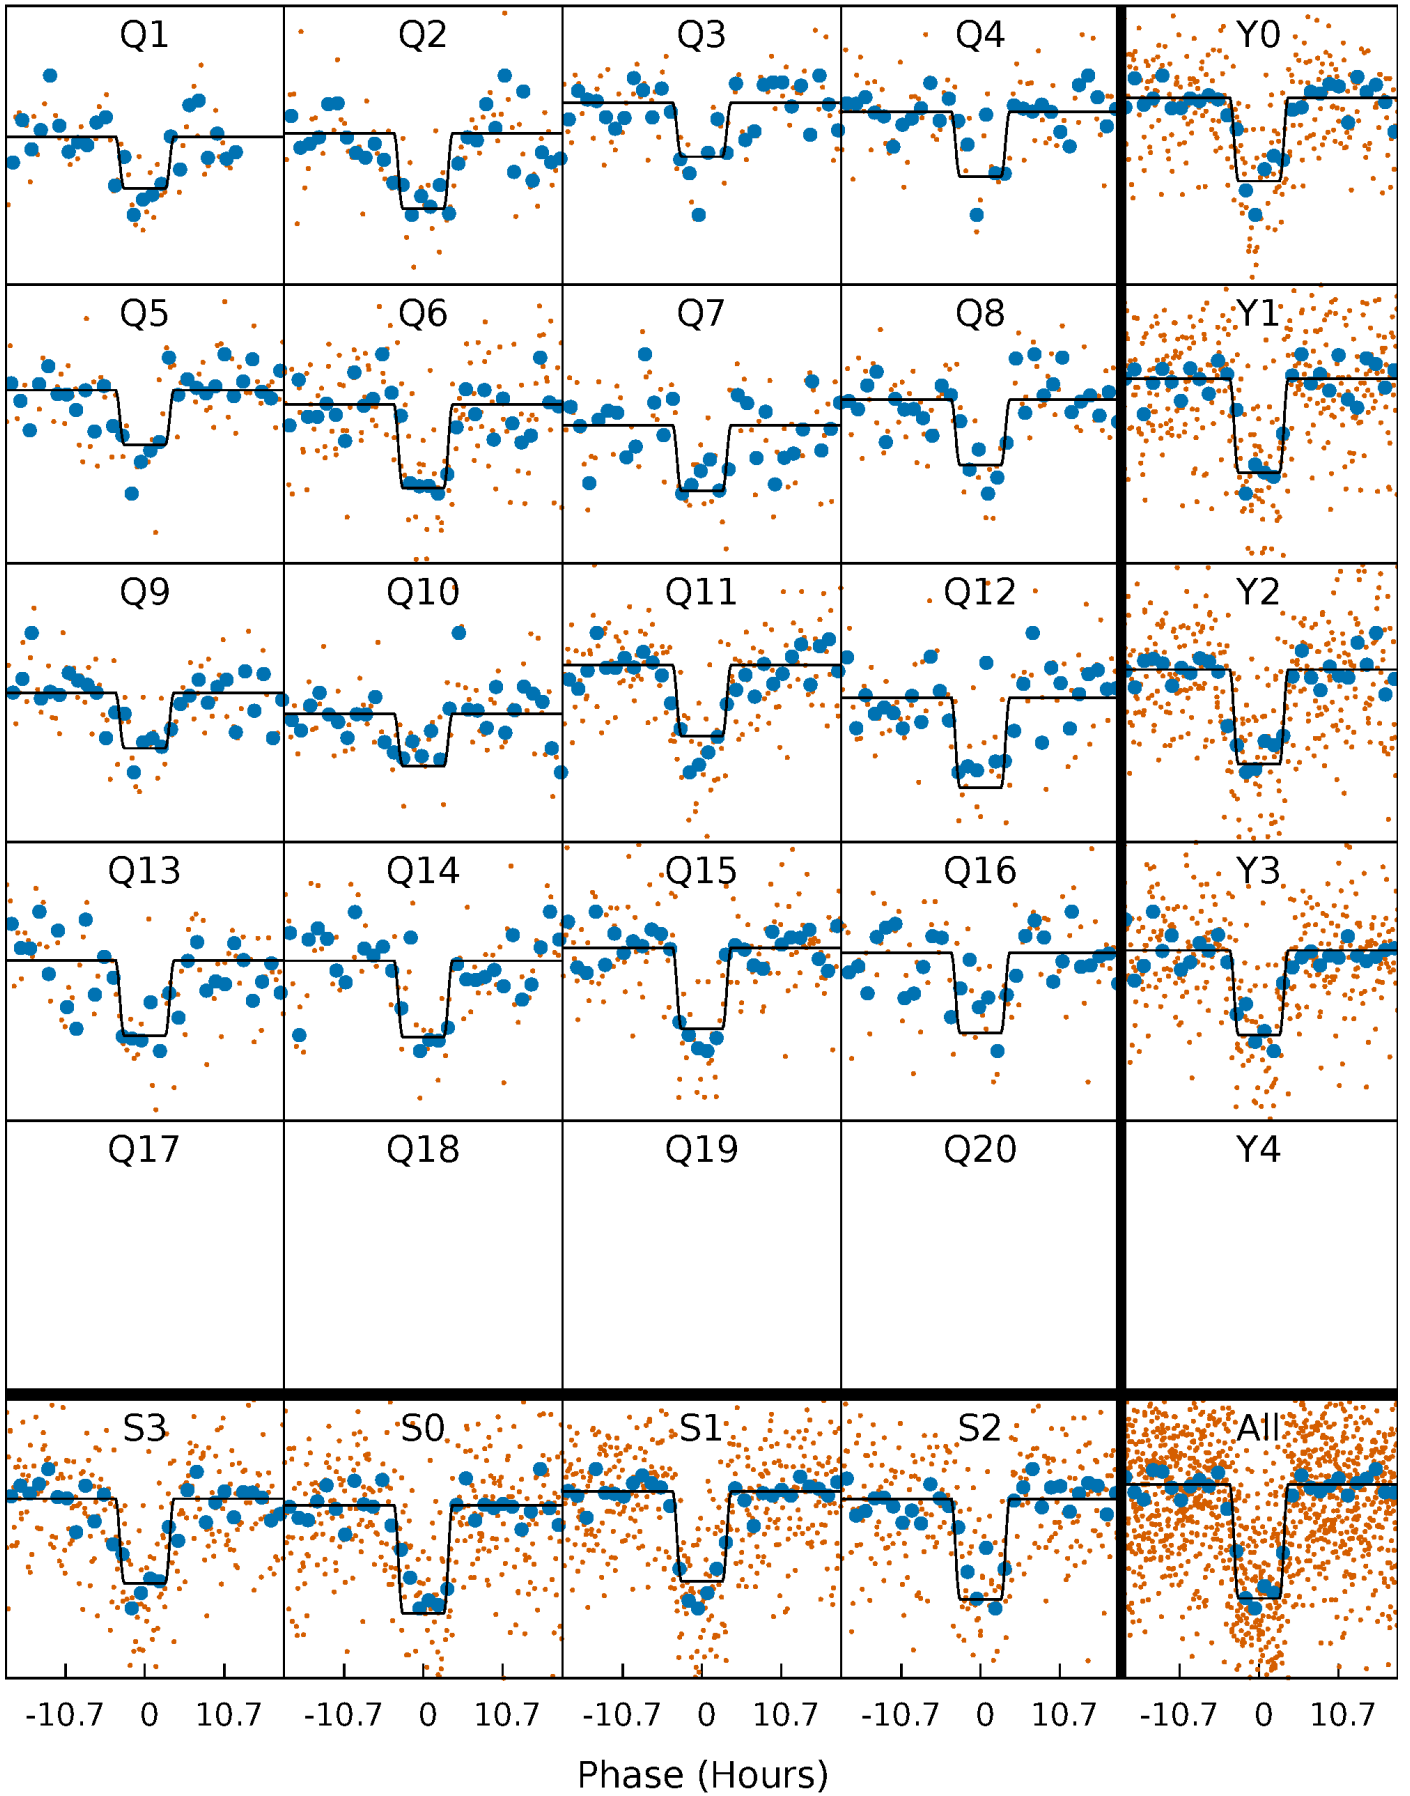 Q1 Q2 Q3 Q4 Y0
Q5 Q6 Q7 Q8 Y1
Q9 Q10 Q11 Q12 Y2
Q13 Q14 Q15 Q16 Y3
Q17 Q18 Q19 Q20 Y4
S3 S0 S1 S2 All
-10.7 0 10.7 -10.7 0 10.7 -10.7 0 10.7 -10.7 0 10.7 -10.7 0 10.7
Phase (Hours)